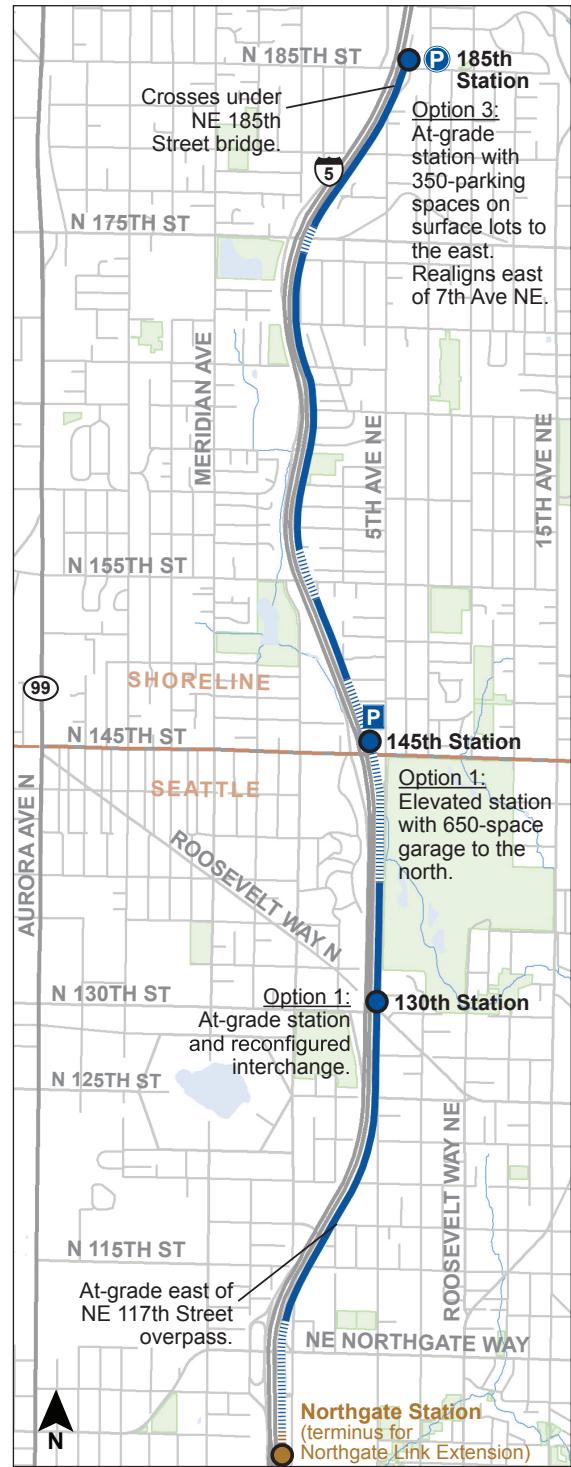 N 185TH ST
P
185th
Station
Crosses under
NE 185th
Street bridge.
Option 3:
At-grade
station with
350-parking
spaces on
surface lots to
the east.
Realigns east
of 7th Ave NE.
5
N 175TH ST
MERIDIAN AVE
5TH AVE NE
15TH AVE NE
N 155TH ST
SHORELINE
99
P
N 145TH ST
145th Station
SEATTLE
Option 1:
Elevated station
with 650-space
garage to the
north.
AURORA AVE N
ROOSEVELT WAY N
N 130TH ST
Option 1:
At-grade station
and reconfigured
interchange.
130th Station
N 125TH ST
ROOSEVELT WAY NE
N 115TH ST
At-grade east of
NE 117th Street
overpass.
NE NORTHGATE WAY
N
Northgate Station
(terminus for
Northgate Link Extension)